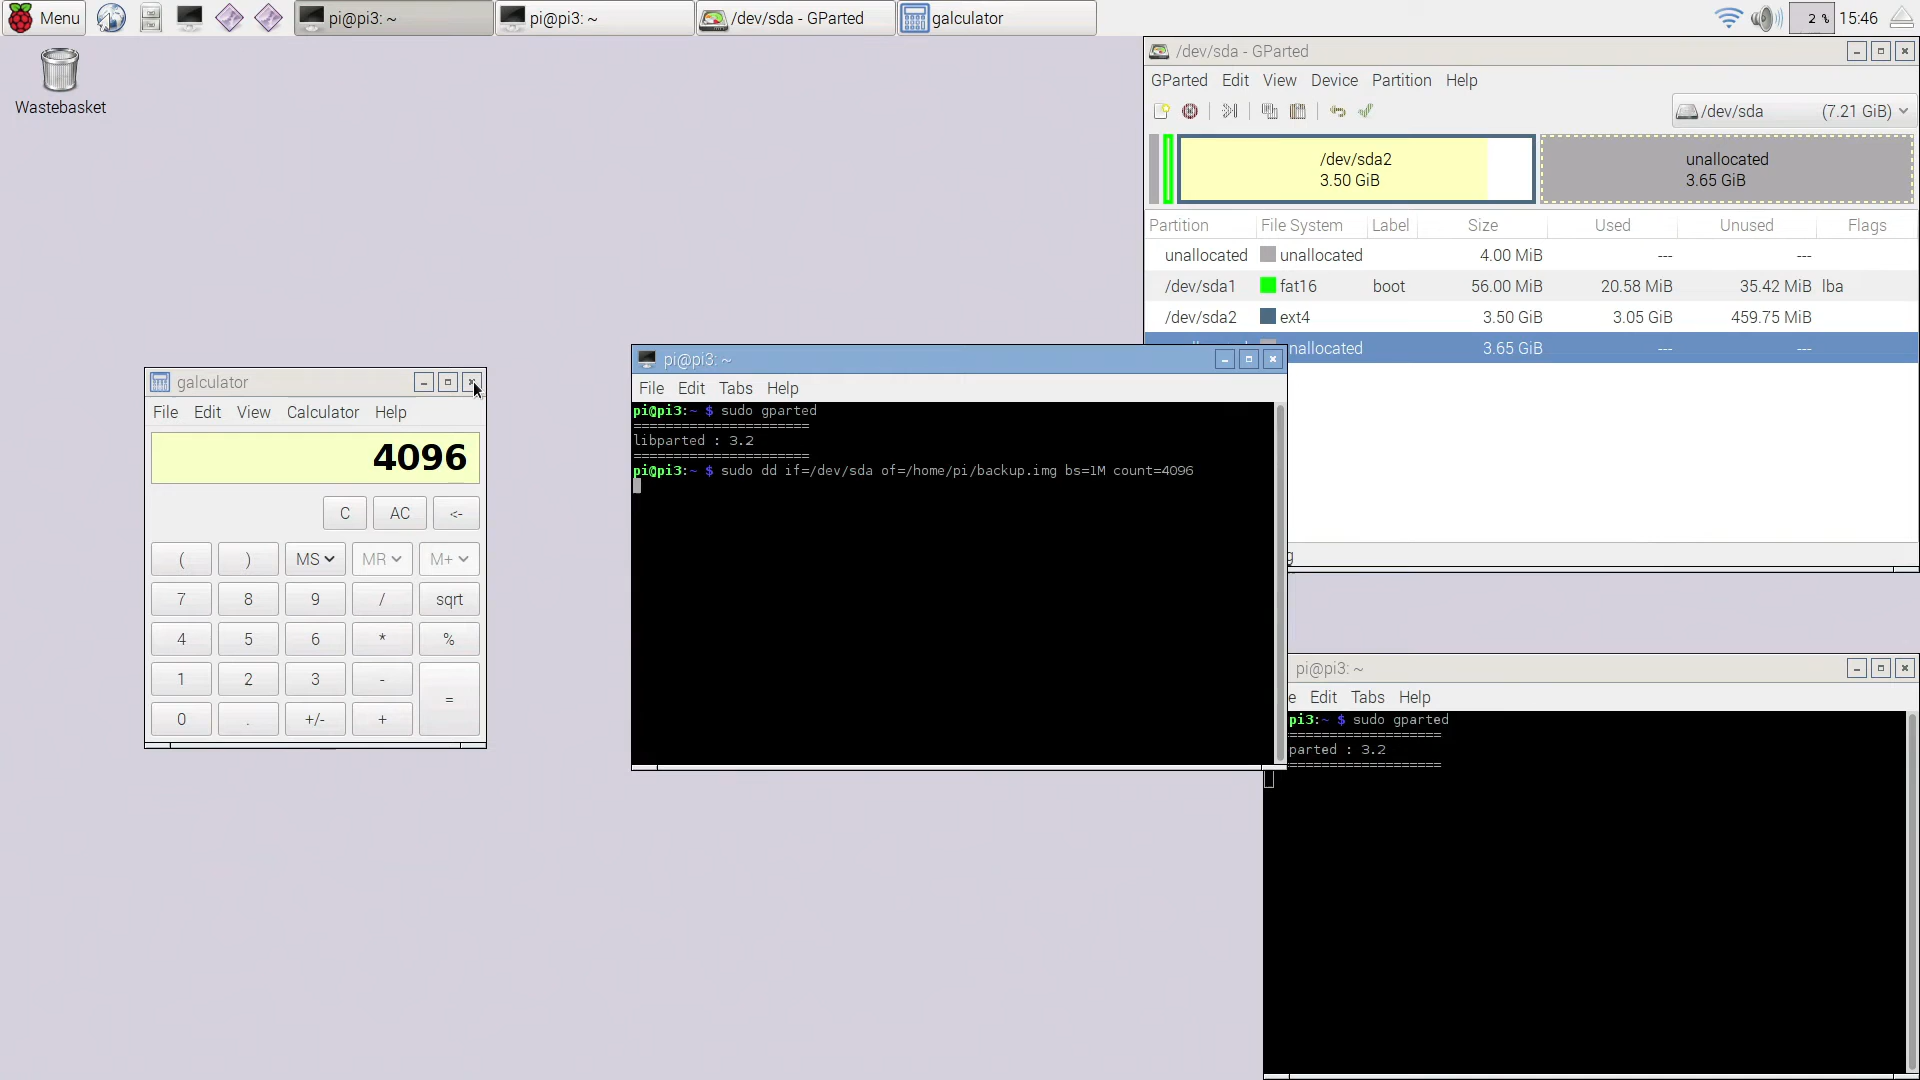 Menu
pi@pi3: ~
pi@pi3: ~
/dev/sda - GParted
galculator
2 %
15:46
Wastebasket
/dev/sda - GParted
GParted Edit View Device Partition Help
/dev/sda (7.21 GiB)
/dev/sda2
3.50 GiB
unallocated
3.65 GiB
Partition File System Label Size Used Unused Flags
unallocated unallocated 4.00 MiB --- ---
/dev/sda1 fat16 boot 56.00 MiB 20.58 MiB 35.42 MiB lba
/dev/sda2 ext4 3.50 GiB 3.05 GiB 459.75 MiB
unallocated 3.65 GiB --- ---
galculator
File Edit View Calculator Help
4096
C AC <-
( ) MS MR M+
7 8 9 / sqrt
4 5 6 * %
1 2 3 - =
0 . +/- +
pi@pi3: ~
File Edit Tabs Help
pi@pi3:~ $ sudo gparted
======================
libparted : 3.2
======================
pi@pi3:~ $ sudo dd if=/dev/sda of=/home/pi/backup.img bs=1M count=4096
g
pi@pi3: ~
e Edit Tabs Help
pi3:~ $ sudo gparted
===================
parted : 3.2
===================